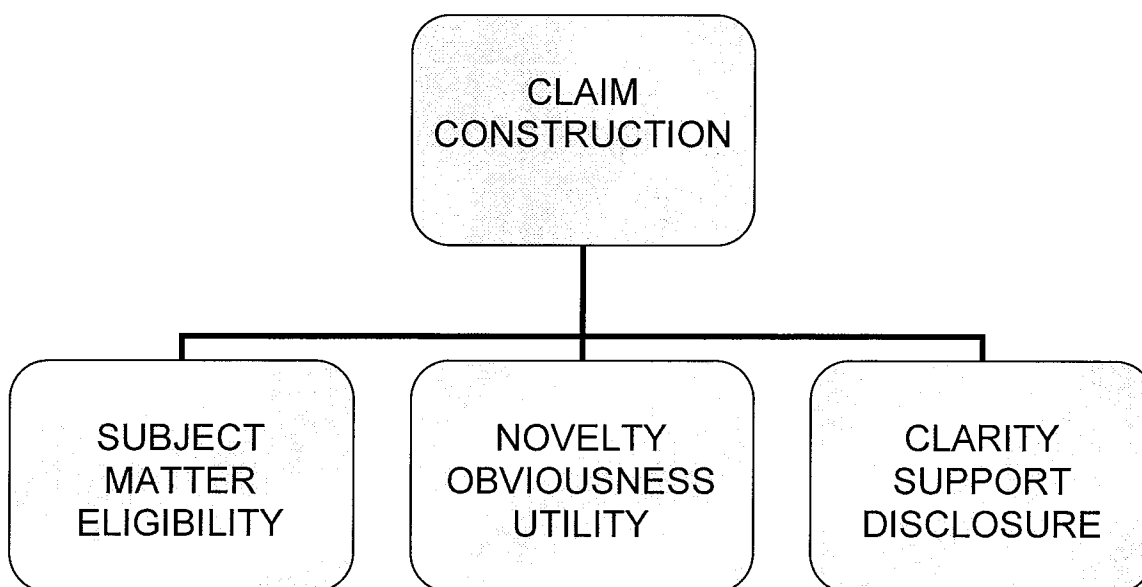 CLAIM
CONSTRUCTION
SUBJECT
MATTER
ELIGIBILITY
NOVELTY
OBVIOUSNESS
UTILITY
CLARITY
SUPPORT
DISCLOSURE